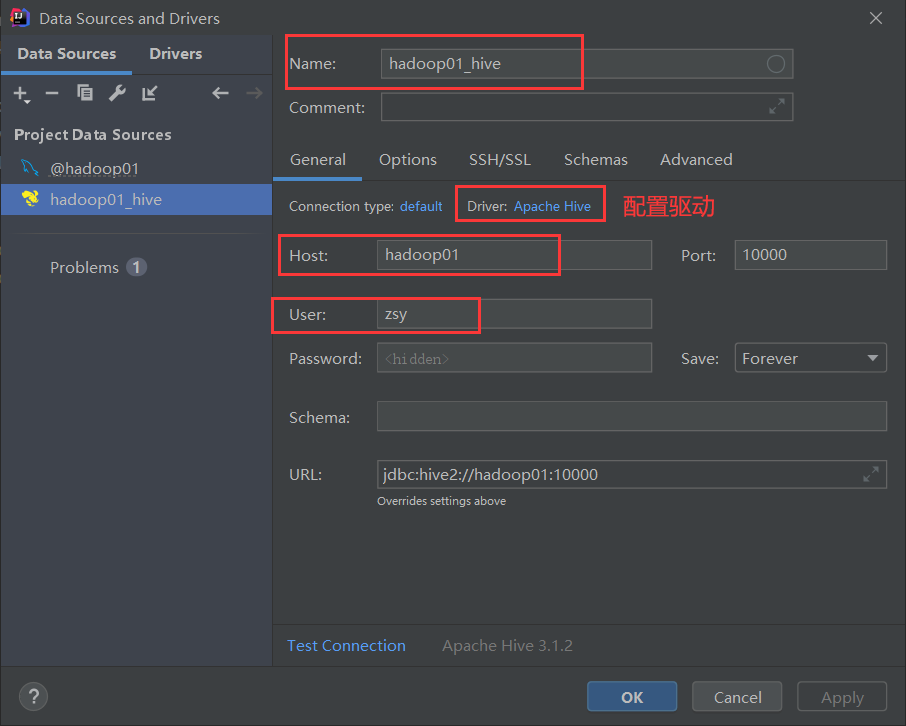 Data Sources and Drivers
Data Sources
Drivers
Project Data Sources
@hadoop01
hadoop01_hive
Problems 1
Name: hadoop01_hive
Comment:
General Options SSH/SSL Schemas Advanced
Connection type: default Driver: Apache Hive 配置驱动
Host: hadoop01 Port: 10000
User: zsy
Password: <hidden> Save: Forever
Schema:
URL: jdbc:hive2://hadoop01:10000
Overrides settings above
Test Connection Apache Hive 3.1.2
? OK Cancel Apply